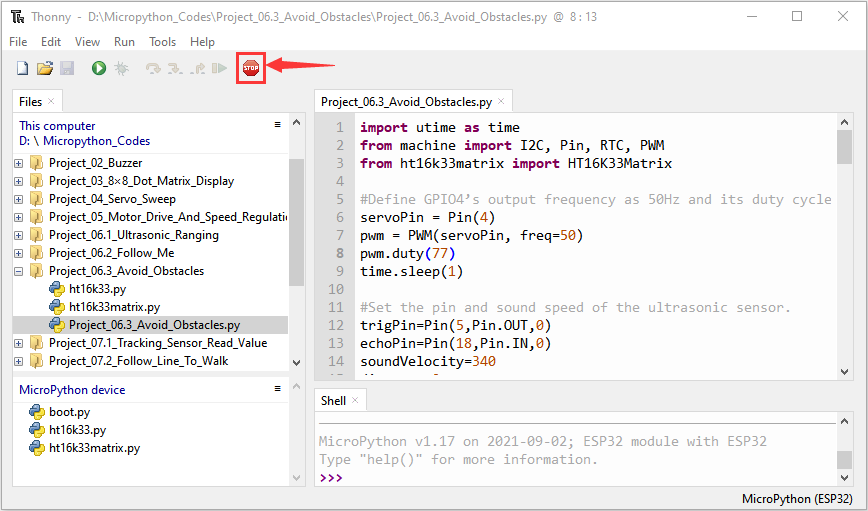 Thonny - D:\Micropython_Codes\Project_06.3_Avoid_Obstacles\Project_06.3_Avoid_Obstacles.py @ 8 : 13
File Edit View Run Tools Help
STOP
Files
This computer
D: \ Micropython_Codes
Project_02_Buzzer
Project_03_8×8_Dot_Matrix_Display
Project_04_Servo_Sweep
Project_05_Motor_Drive_And_Speed_Regulatio
Project_06.1_Ultrasonic_Ranging
Project_06.2_Follow_Me
Project_06.3_Avoid_Obstacles
ht16k33.py
ht16k33matrix.py
Project_06.3_Avoid_Obstacles.py
Project_07.1_Tracking_Sensor_Read_Value
Project_07.2_Follow_Line_To_Walk
MicroPython device
boot.py
ht16k33.py
ht16k33matrix.py
Project_06.3_Avoid_Obstacles.py
1 import utime as time
2 from machine import I2C, Pin, RTC, PWM
3 from ht16k33matrix import HT16K33Matrix
4
5 #Define GPIO4’s output frequency as 50Hz and its duty cycle
6 servoPin = Pin(4)
7 pwm = PWM(servoPin, freq=50)
8 pwm.duty(77)
9 time.sleep(1)
10
11 #Set the pin and sound speed of the ultrasonic sensor.
12 trigPin=Pin(5,Pin.OUT,0)
13 echoPin=Pin(18,Pin.IN,0)
14 soundVelocity=340
Shell
MicroPython v1.17 on 2021-09-02; ESP32 module with ESP32
Type "help()" for more information.
>>>
MicroPython (ESP32)